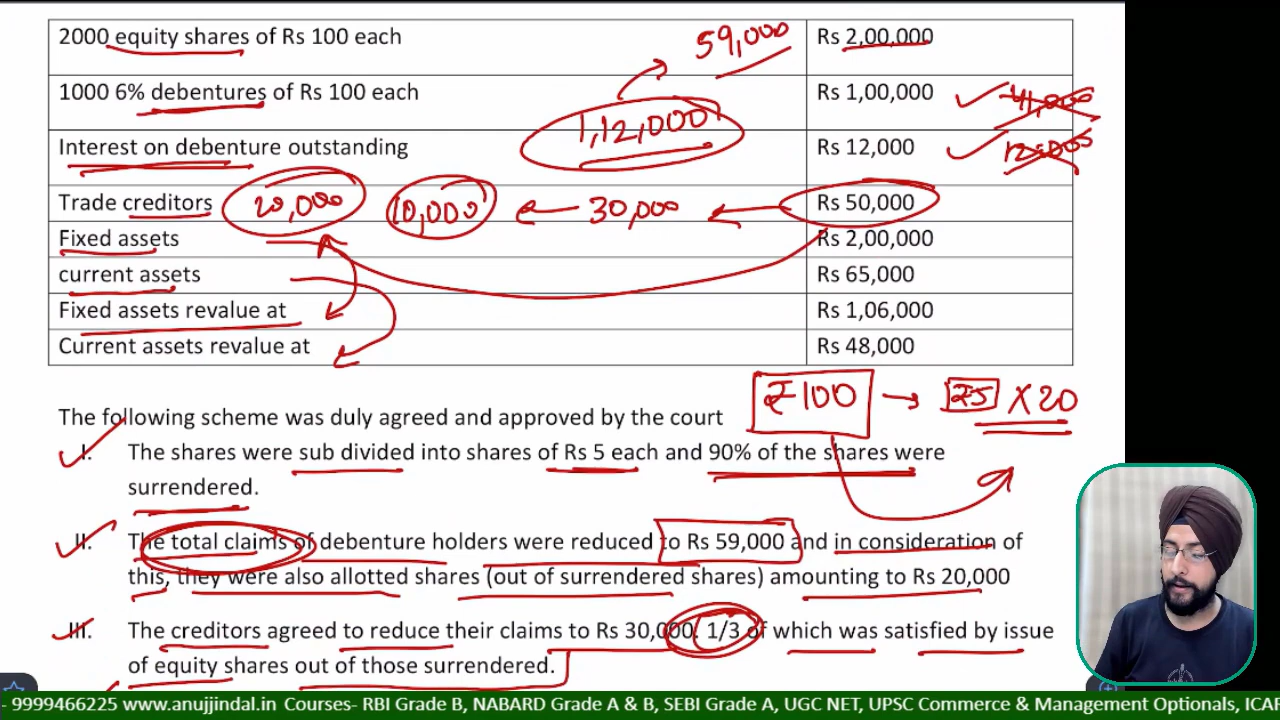 2000 equity shares of Rs 100 each 59,000 Rs 2,00,000
1000 6% debentures of Rs 100 each Rs 1,00,000 41,000
1,12,000
Interest on debenture outstanding Rs 12,000 12,000
Trade creditors 20,000 10,000 ← 30,000 Rs 50,000
Fixed assets Rs 2,00,000
current assets Rs 65,000
Fixed assets revalue at Rs 1,06,000
Current assets revalue at Rs 48,000
₹100 → ₹5 X 20
The following scheme was duly agreed and approved by the court
I. The shares were sub divided into shares of Rs 5 each and 90% of the shares were
surrendered.
II. The total claims of debenture holders were reduced to Rs 59,000 and in consideration of
this, they were also allotted shares (out of surrendered shares) amounting to Rs 20,000
III. The creditors agreed to reduce their claims to Rs 30,000. 1/3 of which was satisfied by issue
of equity shares out of those surrendered.
- 9999466225 www.anujjindal.in Courses- RBI Grade B, NABARD Grade A & B, SEBI Grade A, UGC NET, UPSC Commerce & Management Optionals, ICAR